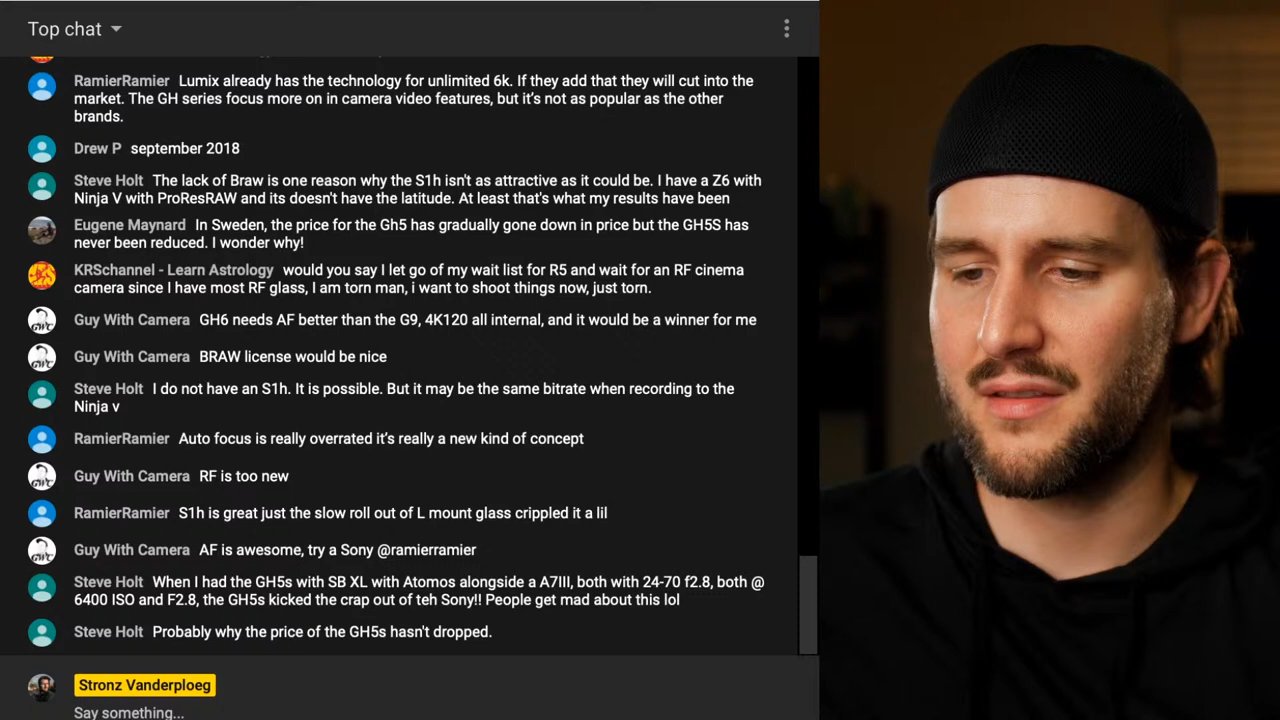 Top chat
RamierRamier Lumix already has the technology for unlimited 6k. If they add that they will cut into the
market. The GH series focus more on in camera video features, but it's not as popular as the other
brands.
Drew P september 2018
Steve Holt The lack of Braw is one reason why the S1h isn't as attractive as it could be. I have a Z6 with
Ninja V with ProResRAW and its doesn't have the latitude. At least that's what my results have been
Eugene Maynard In Sweden, the price for the Gh5 has gradually gone down in price but the GH5S has
never been reduced. I wonder why!
KRSchannel - Learn Astrology would you say I let go of my wait list for R5 and wait for an RF cinema
camera since I have most RF glass, I am torn man, i want to shoot things now, just torn.
Guy With Camera GH6 needs AF better than the G9, 4K120 all internal, and it would be a winner for me
Guy With Camera BRAW license would be nice
Steve Holt I do not have an S1h. It is possible. But it may be the same bitrate when recording to the
Ninja v
RamierRamier Auto focus is really overrated it's really a new kind of concept
Guy With Camera RF is too new
RamierRamier S1h is great just the slow roll out of L mount glass crippled it a lil
Guy With Camera AF is awesome, try a Sony @ramierramier
Steve Holt When I had the GH5s with SB XL with Atomos alongside a A7III, both with 24-70 f2.8, both @
6400 ISO and F2.8, the GH5s kicked the crap out of teh Sony!! People get mad about this lol
Steve Holt Probably why the price of the GH5s hasn't dropped.
Stronz Vanderploeg
Say something...